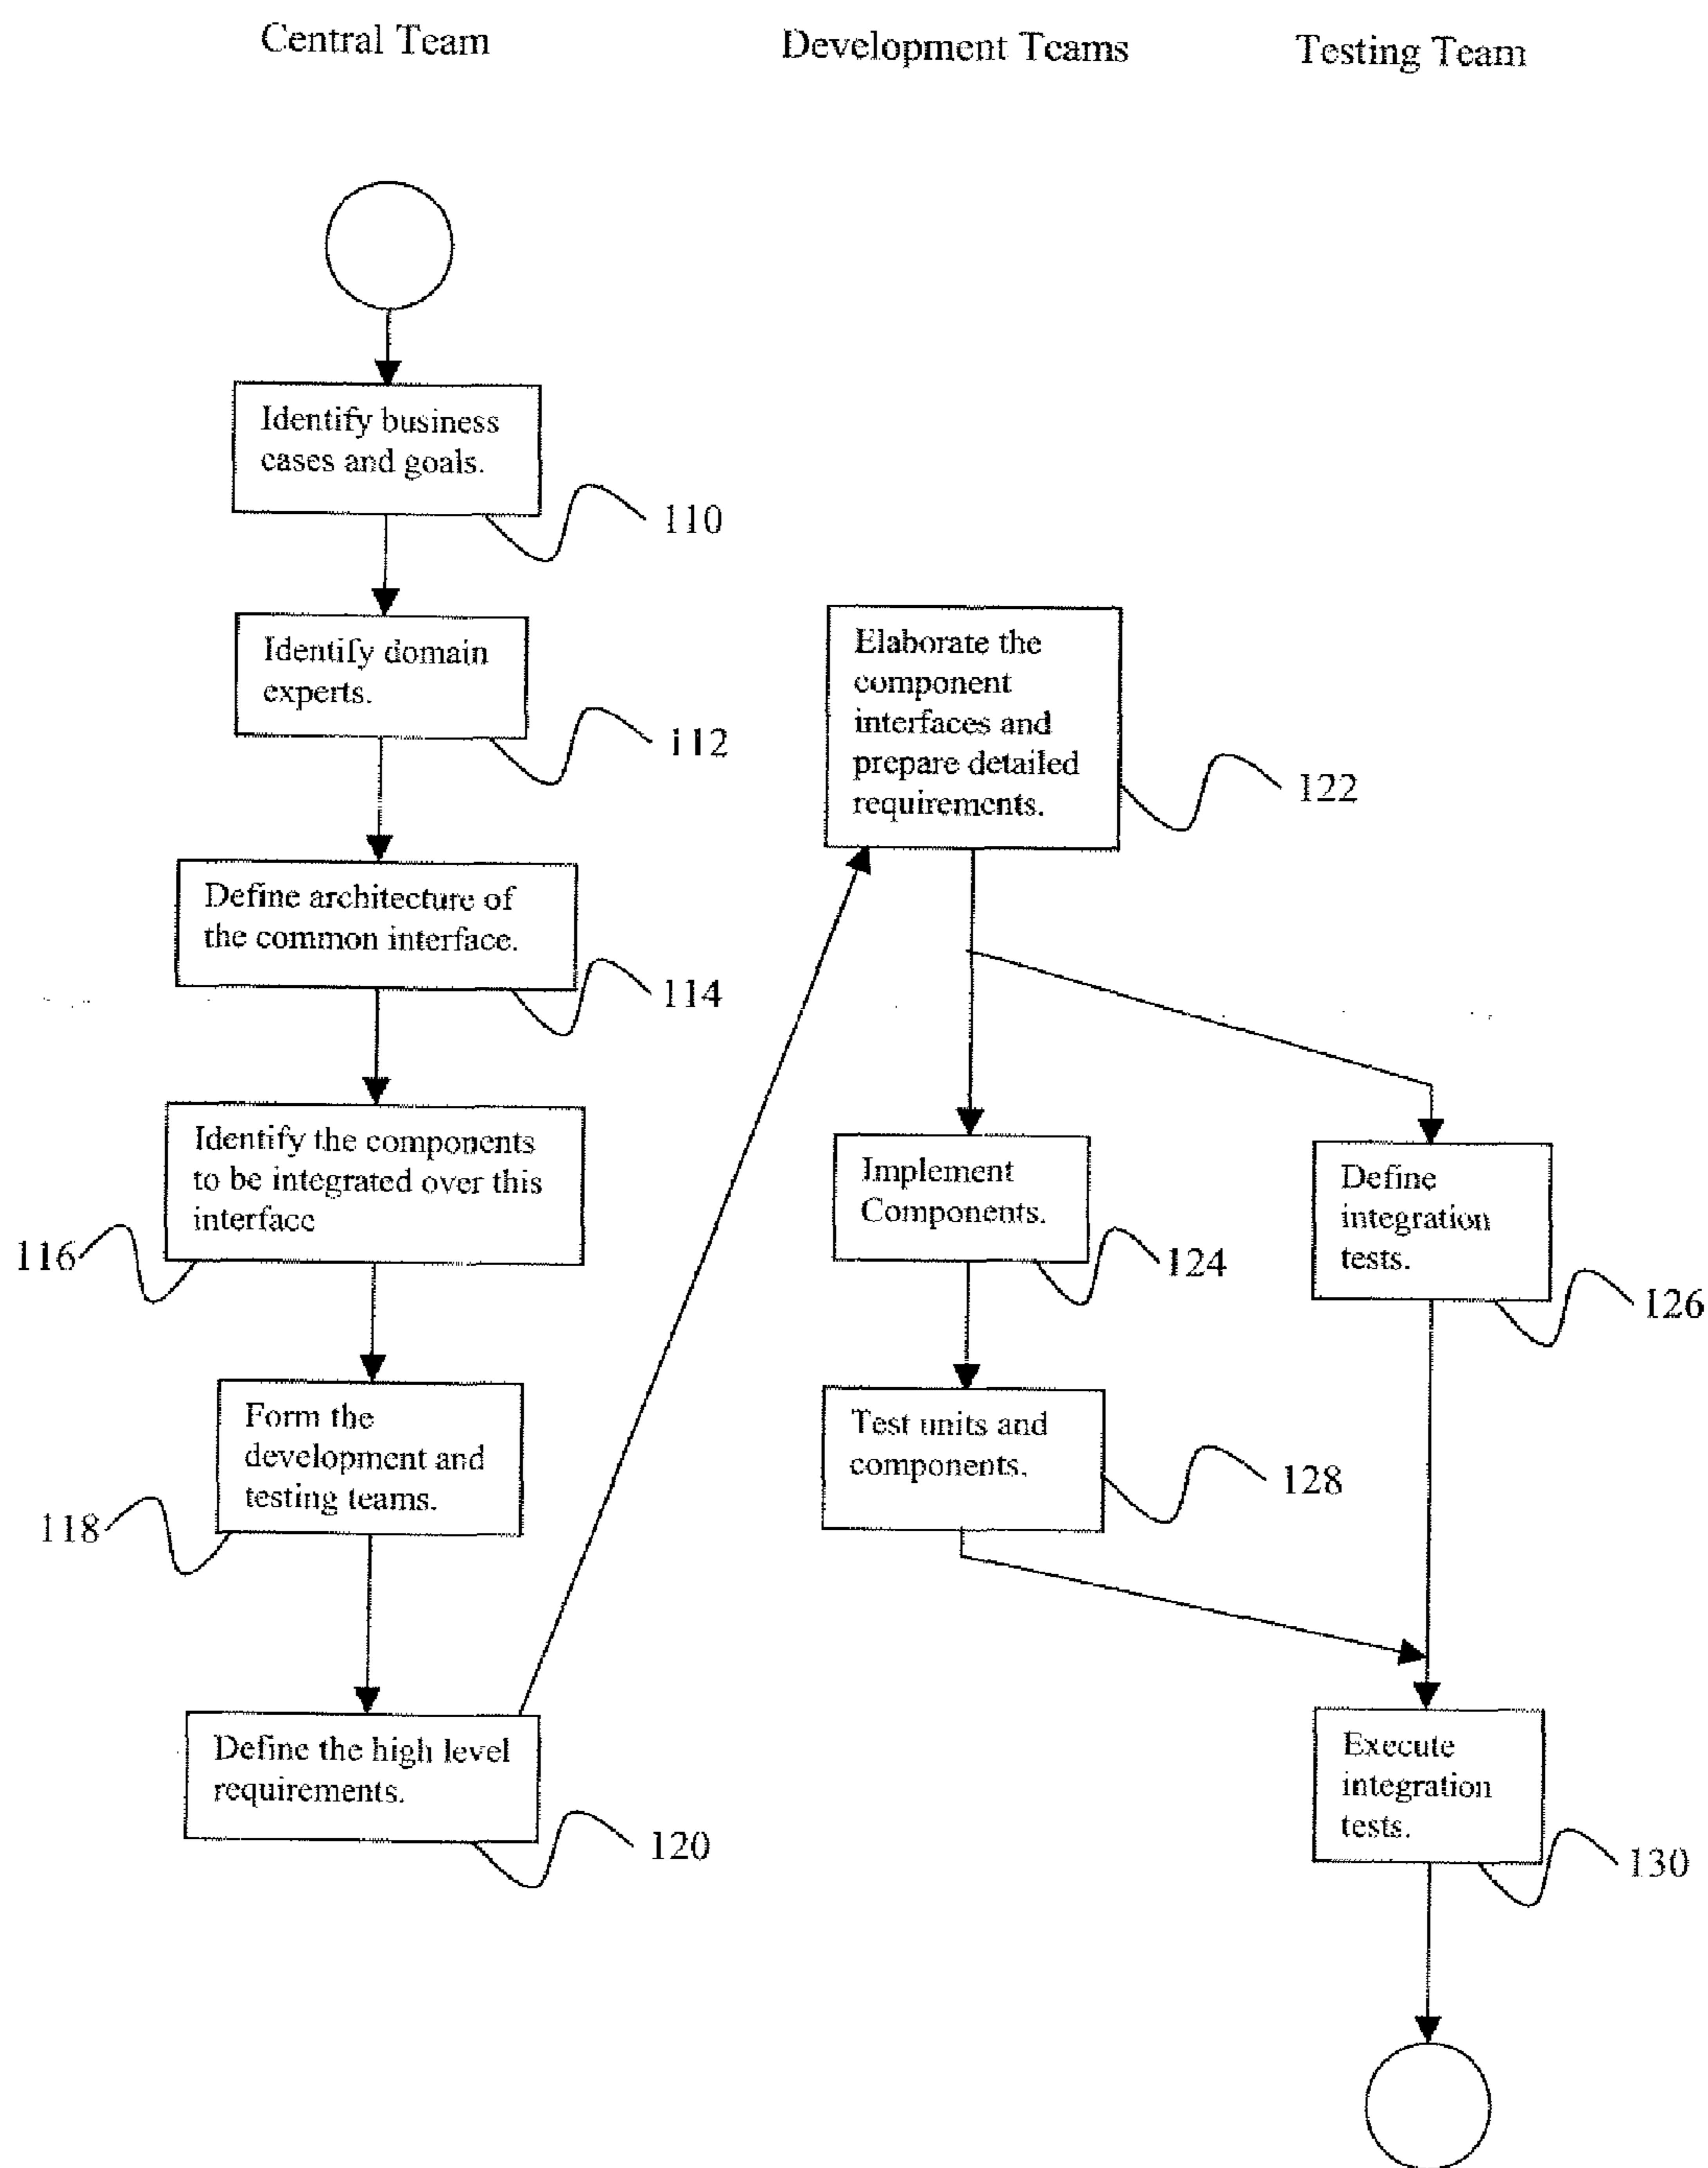 Central Team
Development Teams
Testing Team
Identify business
cases and goals.
110
Identify domain
experts.
112
Define architecture of
the common interface.
114
Identify the components
to be integrated over this
interface
116
Form the
development and
testing teams.
118
Define the high level
requirements.
120
Elaborate the
component
interfaces and
prepare detailed
requirements.
122
Implement
Components.
124
Define
integration
tests.
126
Test units and
components.
128
Execute
integration
tests.
130